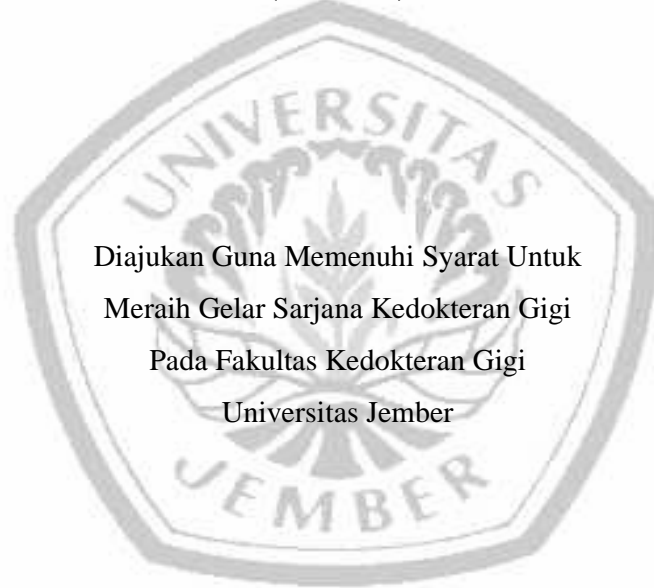 UNIVERSITAS
Diajukan Guna Memenuhi Syarat Untuk
Meraih Gelar Sarjana Kedokteran Gigi
Pada Fakultas Kedokteran Gigi
Universitas Jember
JEMBER